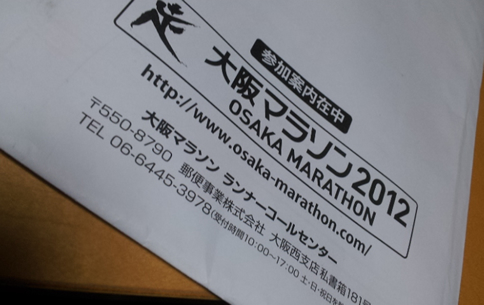 参加案内在中
大阪マラソン2012
OSAKA MARATHON
http://www.osaka-marathon.com/
大阪マラソン ランナーコールセンター
〒550-8790 郵便事業株式会社 大阪西支店私書箱181号
TEL 06-6445-3978(受付時間10:00~17:00 土・日・祝日を